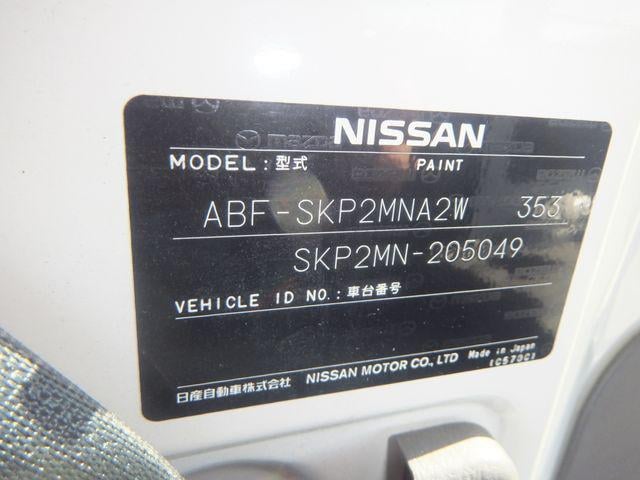 NISSAN
MODEL : 型式 PAINT
ABF-SKP2MNA2W 353
SKP2MN-205049
VEHICLE ID NO. : 車台番号
日産自動車株式会社 NISSAN MOTOR CO., LTD Made in Japan
(C573C)